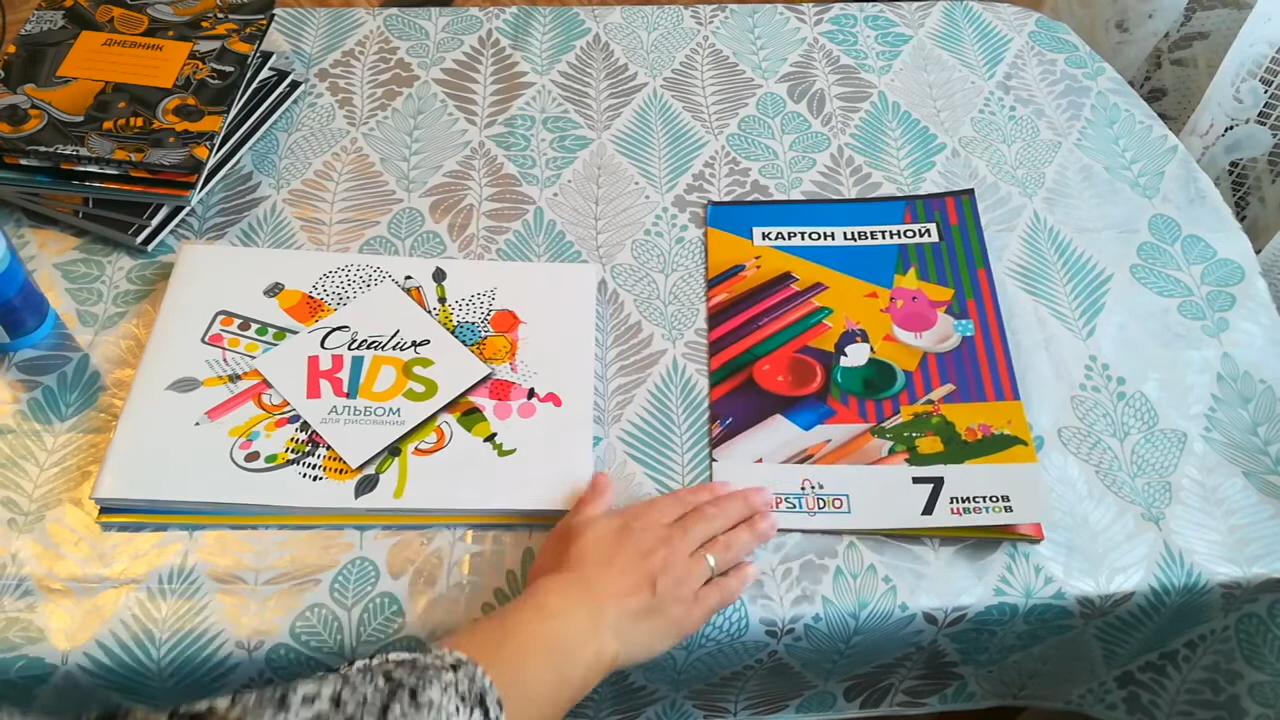 ДНЕВНИК
Creative
KIDS
АЛЬБОМ
для рисования
КАРТОН ЦВЕТНОЙ
7
ЛИСТОВ
ЦВЕТОВ